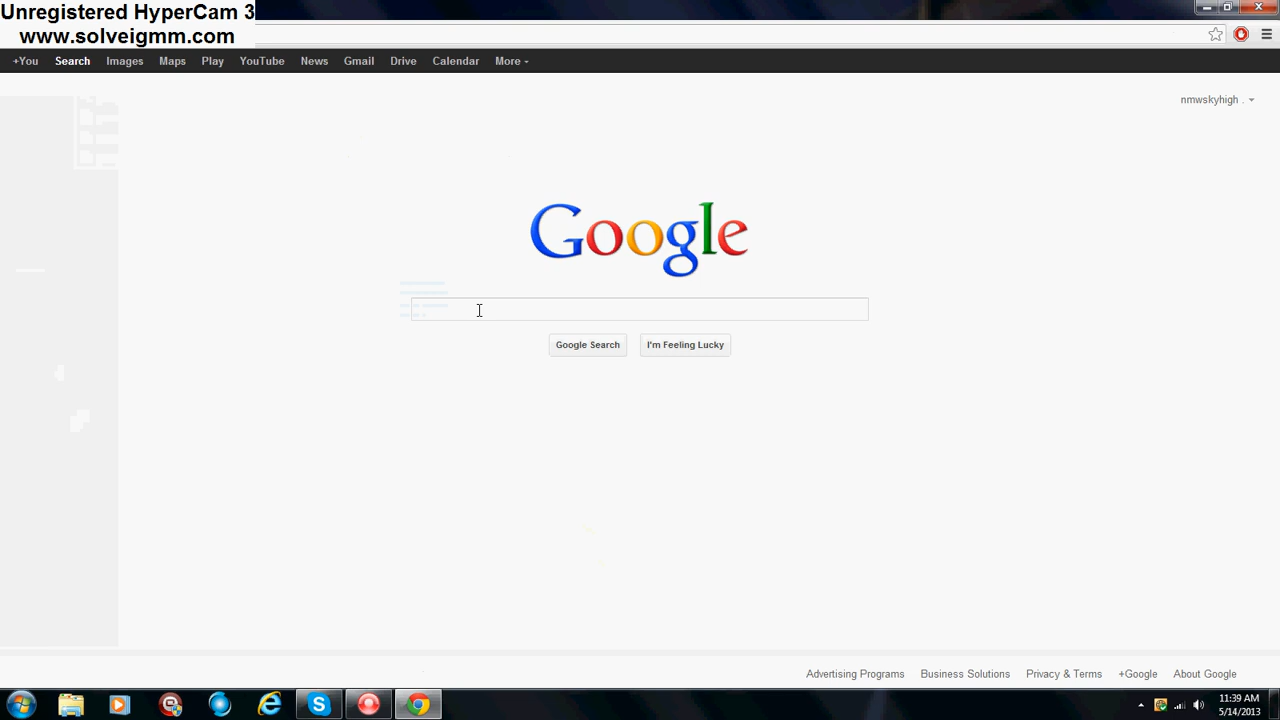 Unregistered HyperCam 3
www.solveigmm.com
+You Search Images Maps Play YouTube News Gmail Drive Calendar More
nmwskyhigh .
Google
Google Search I'm Feeling Lucky
Advertising Programs Business Solutions Privacy & Terms +Google About Google
11:39 AM
5/14/2013